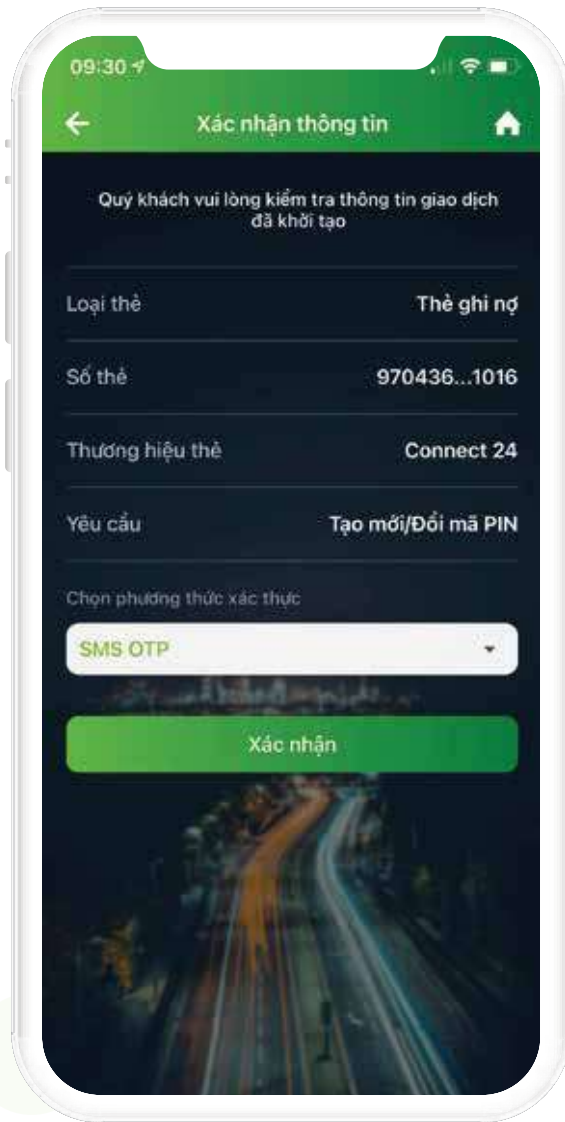 09:30
Xác nhận thông tin
Quý khách vui lòng kiểm tra thông tin giao dịch
đã khởi tạo
Loại thẻ Thẻ ghi nợ
Số thẻ 970436...1016
Thương hiệu thẻ Connect 24
Yêu cầu Tạo mới/Đổi mã PIN
Chọn phương thức xác thực
SMS OTP
Xác nhận